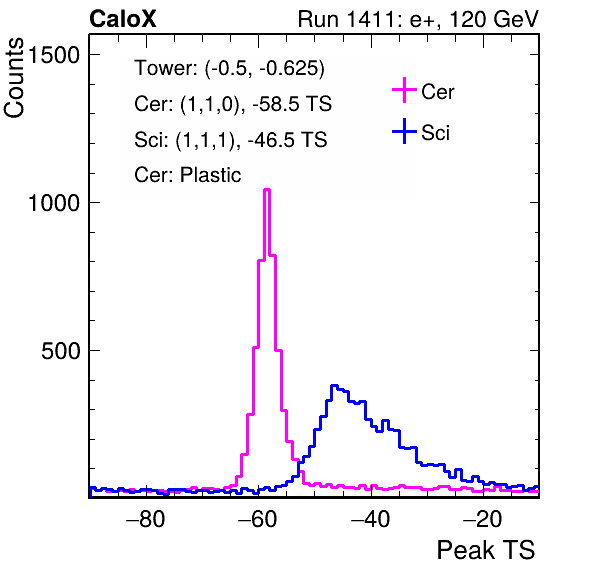 CaloX Run 1411: e+, 120 GeV
Counts
1500
1000
500
Tower: (-0.5, -0.625)
Cer: (1,1,0), -58.5 TS
Sci: (1,1,1), -46.5 TS
Cer: Plastic
Cer
Sci
−80 −60 −40 −20
Peak TS